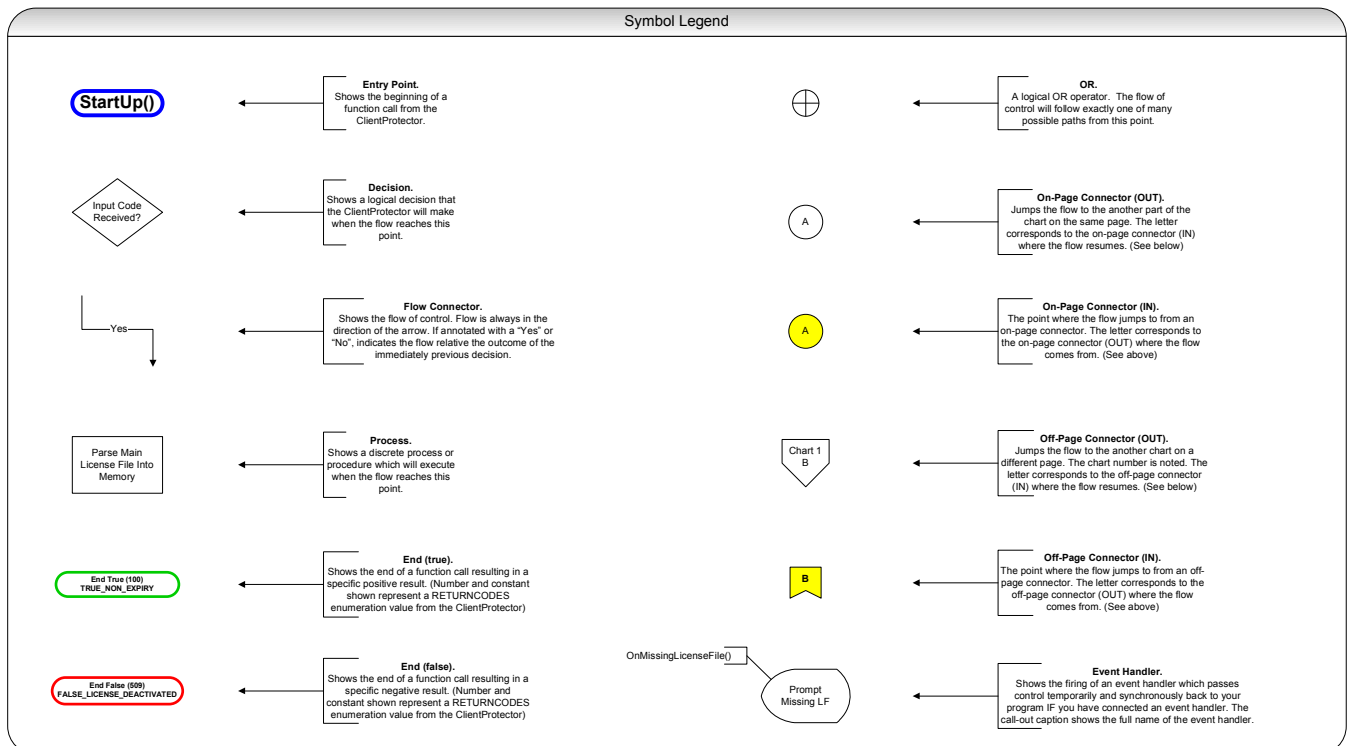 Symbol Legend
StartUp()
Entry Point.
Shows the beginning of a
function call from the
ClientProtector.
Input Code
Received?
Decision.
Shows a logical decision that
the ClientProtector will make
when the flow reaches this
point.
Yes
Flow Connector.
Shows the flow of control. Flow is always in the
direction of the arrow. If annotated with a “Yes” or
“No”, indicates the flow relative the outcome of the
immediately previous decision.
Parse Main
License File Into
Memory
Process.
Shows a discrete process or
procedure which will execute
when the flow reaches this
point.
End True (100)
TRUE_NON_EXPIRY
End (true).
Shows the end of a function call resulting in a
specific positive result. (Number and constant
shown represent a RETURNCODES
enumeration value from the ClientProtector)
End False (509)
FALSE_LICENSE_DEACTIVATED
End (false).
Shows the end of a function call resulting in a
specific negative result. (Number and
constant shown represent a RETURNCODES
enumeration value from the ClientProtector)
OR.
A logical OR operator. The flow of
control will follow exactly one of many
possible paths from this point.
A
On-Page Connector (OUT).
Jumps the flow to the another part of the
chart on the same page. The letter
corresponds to the on-page connector (IN)
where the flow resumes. (See below)
A
On-Page Connector (IN).
The point where the flow jumps to from an
on-page connector. The letter corresponds to
the on-page connector (OUT) where the flow
comes from. (See above)
Chart 1
B
Off-Page Connector (OUT).
Jumps the flow to the another chart on a
different page. The chart number is noted. The
letter corresponds to the off-page connector
(IN) where the flow resumes. (See below)
B
Off-Page Connector (IN).
The point where the flow jumps to from an off-
page connector. The letter corresponds to the
off-page connector (OUT) where the flow
comes from. (See above)
OnMissingLicenseFile()
Prompt
Missing LF
Event Handler.
Shows the firing of an event handler which passes
control temporarily and synchronously back to your
program IF you have connected an event handler. The
call-out caption shows the full name of the event handler.